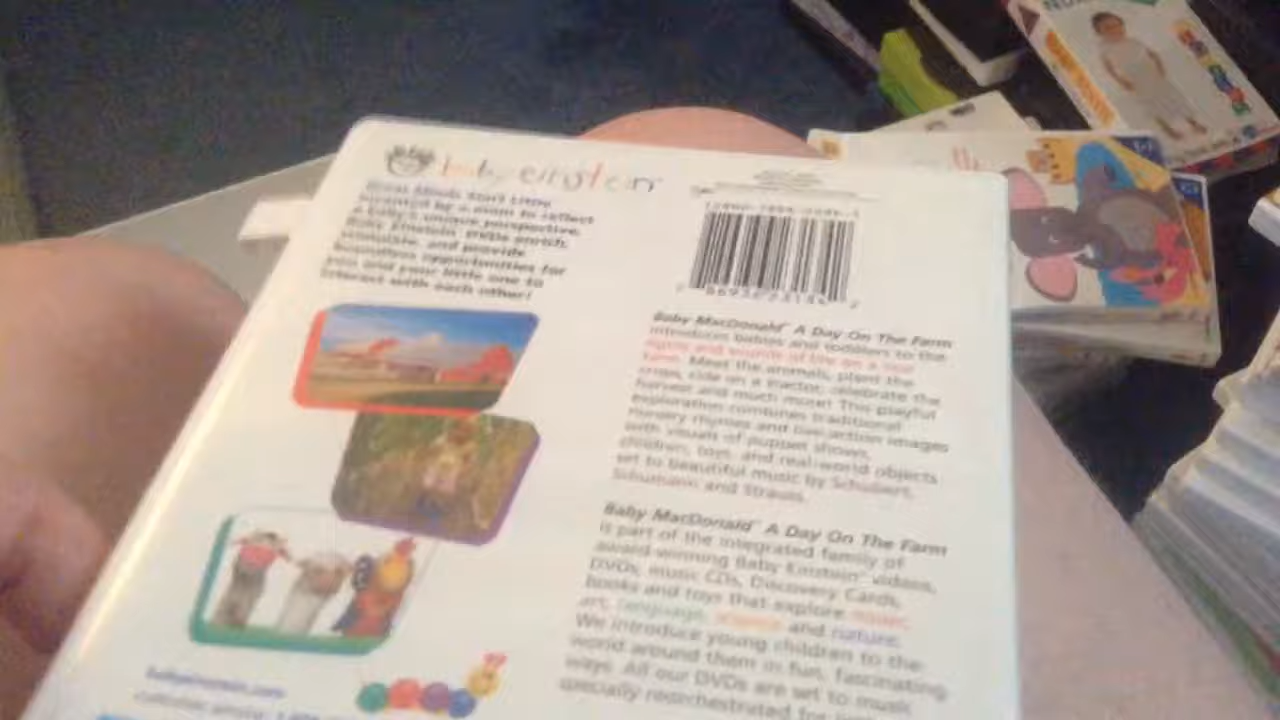 baby einstein
Great Minds Start Little
Created by a mom to reflect
a baby's unique perspective,
Baby Einstein helps enrich,
stimulate, and provide
countless opportunities for
you and your little one to
interact with each other!
babyeinstein.com
Baby MacDonald™ A Day On The Farm
introduces babies and toddlers to the
sights and sounds of life on a real
farm. Meet the animals, plant the
crops, ride on a tractor, celebrate the
harvest and much more! This playful
exploration combines traditional
nursery rhymes and live-action images
with visuals of puppet shows,
children, toys, and real-world objects
set to beautiful music by Schubert,
Schumann and Strauss.
Baby MacDonald™ A Day On The Farm
is part of the integrated family of
award-winning Baby Einstein™ videos,
DVDs, music CDs, Discovery Cards,
books and toys that explore music,
art, language, science and nature.
We introduce young children to the
world around them in fun, fascinating
ways. All our DVDs are set to music
specially reorchestrated for